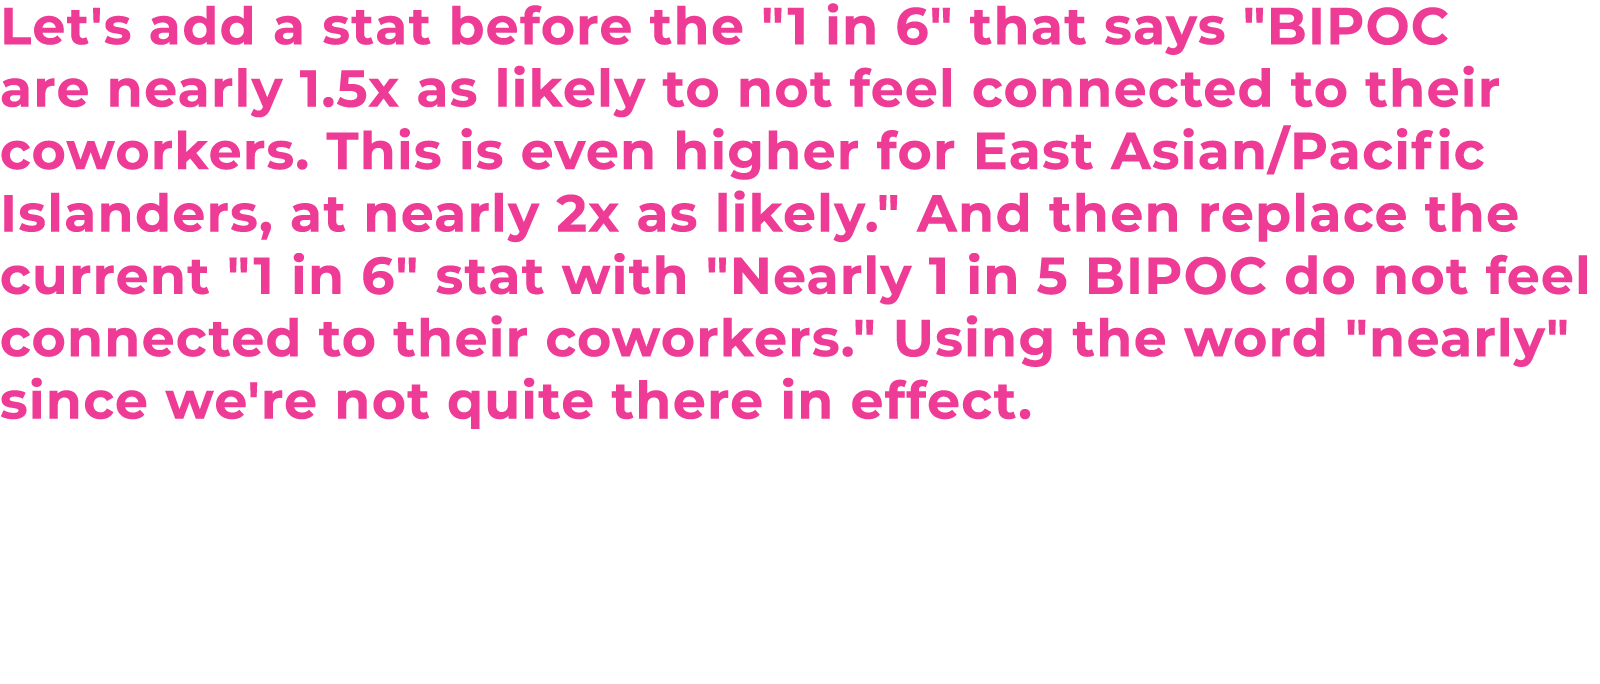 Let's add a stat before the "1 in 6" that says "BIPOC
are nearly 1.5x as likely to not feel connected to their
coworkers. This is even higher for East Asian/Pacific
Islanders, at nearly 2x as likely." And then replace the
current "1 in 6" stat with "Nearly 1 in 5 BIPOC do not feel
connected to their coworkers." Using the word "nearly"
since we're not quite there in effect.